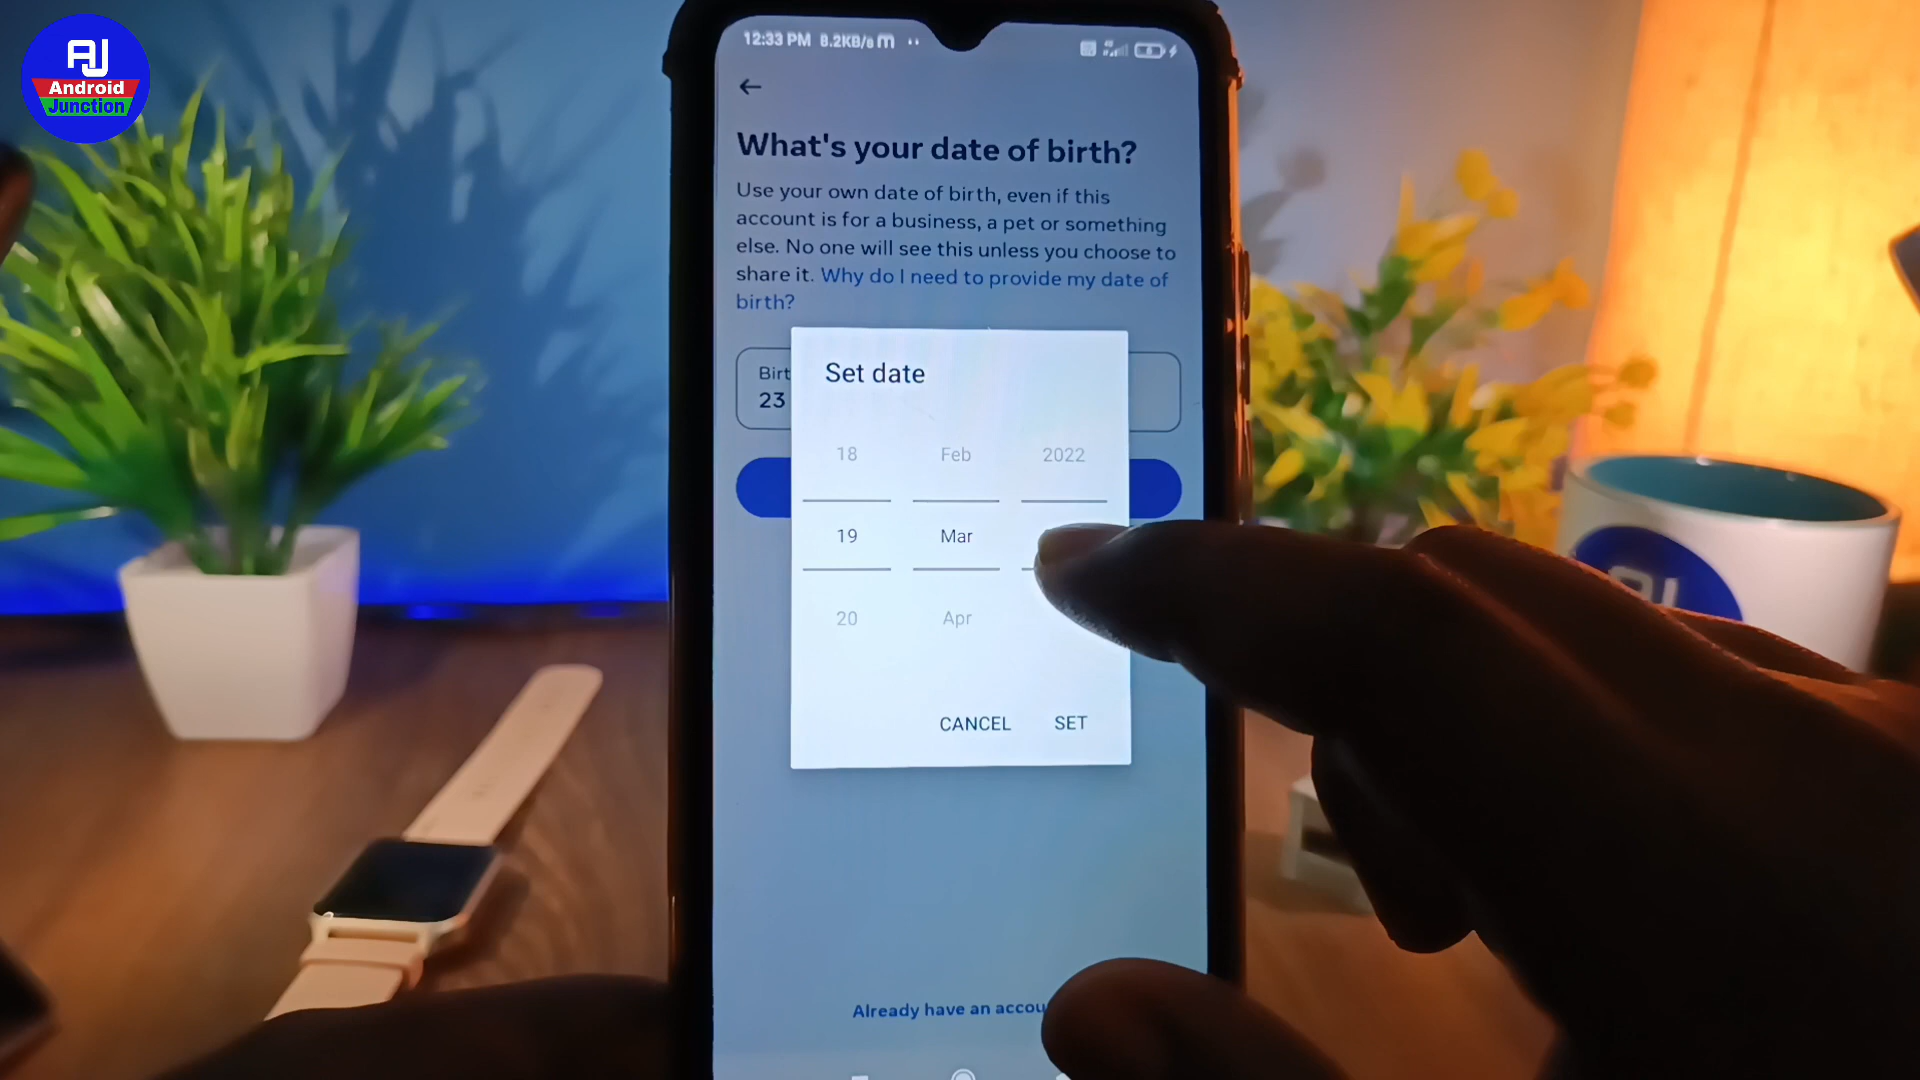 AJ
Android
Junction
12:33 PM 8.2KB/s
What's your date of birth?
Use your own date of birth, even if this
account is for a business, a pet or something
else. No one will see this unless you choose to
share it. Why do I need to provide my date of
birth?
Birt
23
Set date
18 Feb 2022
19 Mar
20 Apr
CANCEL SET
Already have an accou
AJ